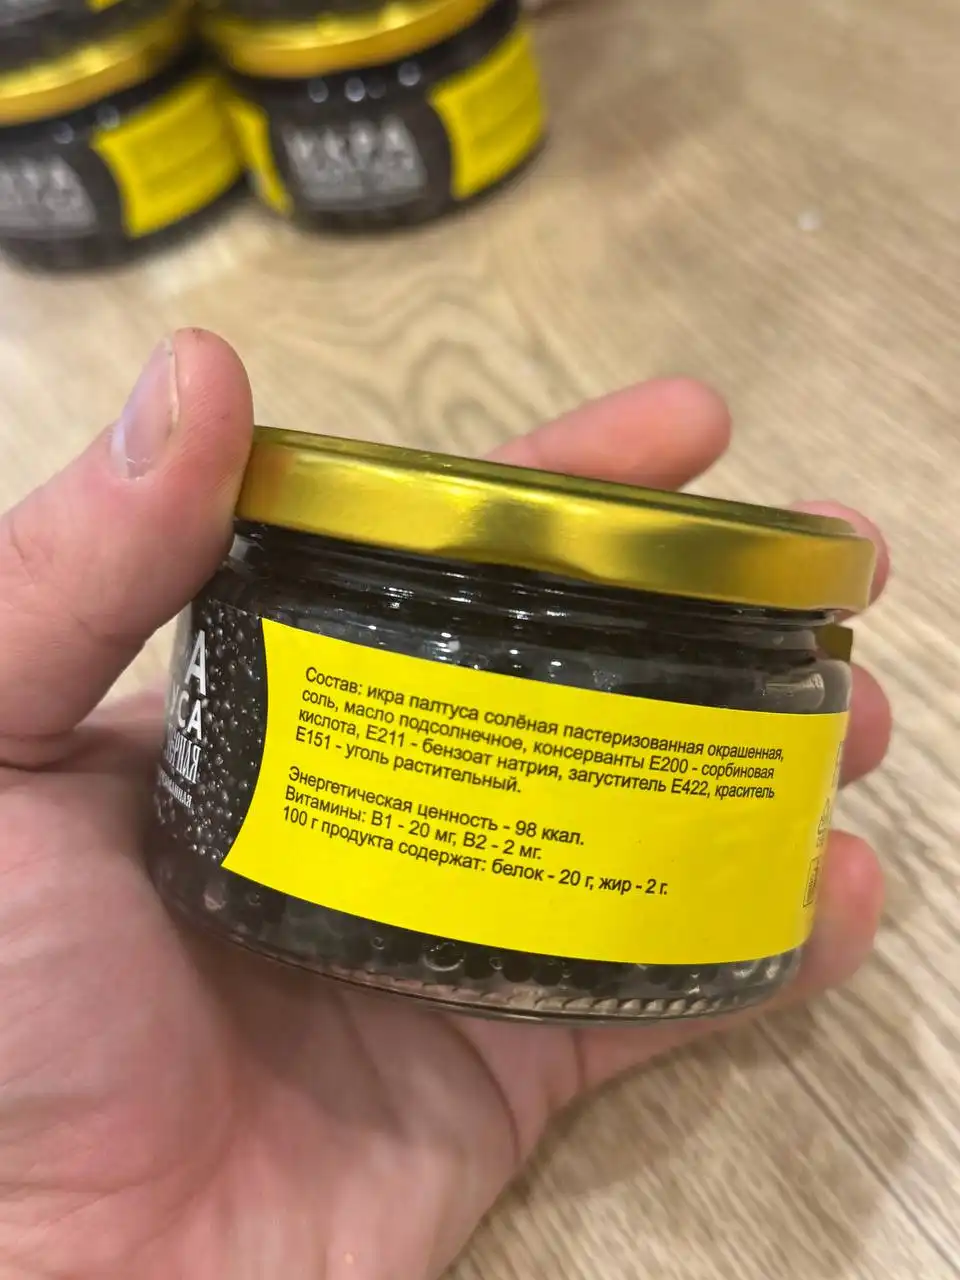 ИКРА
Состав: икра палтуса солёная пастеризованная окрашенная,
соль, масло подсолнечное, консерванты Е200 - сорбиновая
кислота, Е211 - бензоат натрия, загуститель Е422, краситель
Е151 - уголь растительный.
Энергетическая ценность - 98 ккал.
Витамины: В1 - 20 мг, В2 - 2 мг.
100 г продукта содержат: белок - 20 г, жир - 2 г.